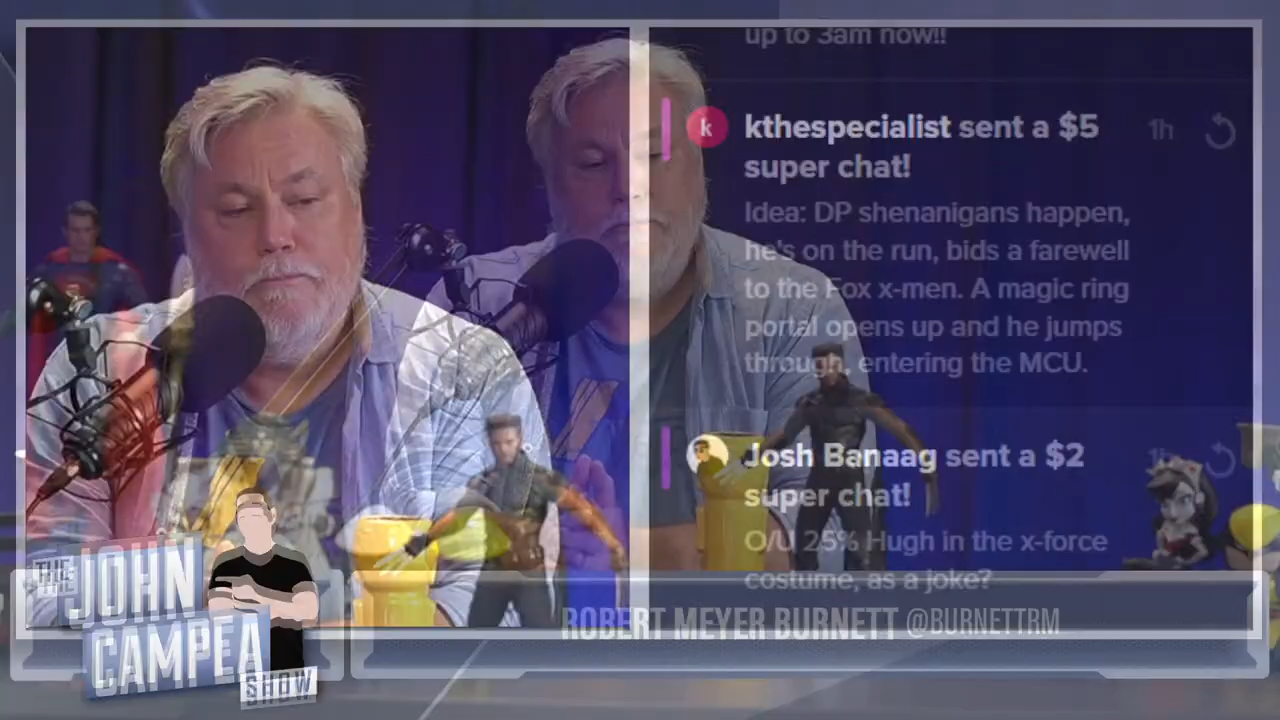 up to 3am now!!
k
kthespecialist sent a $5
1h
super chat!
Idea: DP shenanigans happen,
he's on the run, bids a farewell
to the Fox x-men. A magic ring
portal opens up and he jumps
through, entering the MCU.
Josh Banaag sent a $2
super chat!
O/U 25% Hugh in the x-force
costume, as a joke?
THE
JOHN
CAMPEA
SHOW
ROBERT MEYER BURNETT @BURNETTRM